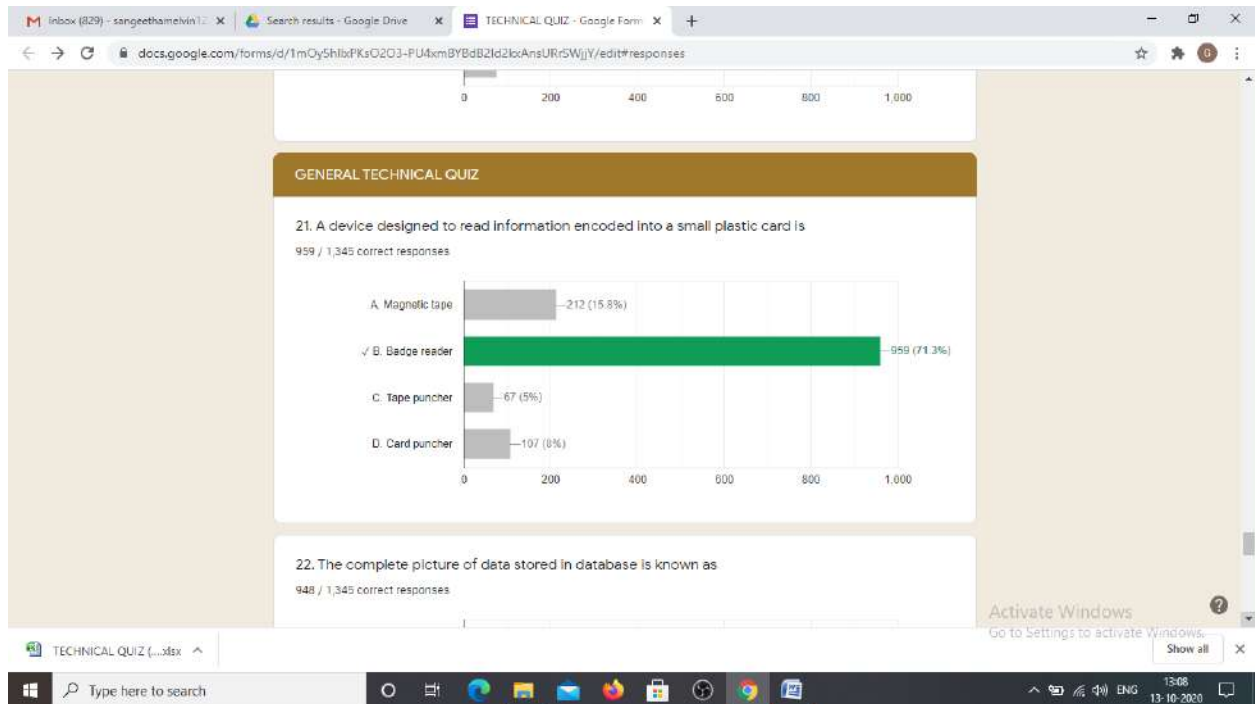 Inbox (829) - sangeethamelvin1
Search results - Google Drive
TECHNICAL QUIZ - Google Form
docs.google.com/forms/d/
/edit#responses
0 200 400 600 800 1,000
GENERAL TECHNICAL QUIZ
21. A device designed to read information encoded into a small plastic card is
959 / 1,345 correct responses
A. Magnetic tape
212 (15.8%)
✓ B. Badge reader
959 (71.3%)
C. Tape puncher
67 (5%)
D. Card puncher
107 (8%)
0 200 400 600 800 1,000
22. The complete picture of data stored in database is known as
948 / 1,345 correct responses
Activate Windows
Go to Settings to activate Windows.
TECHNICAL QUIZ (....xlsx
Show all
Type here to search
ENG
13:08
13-10-2020